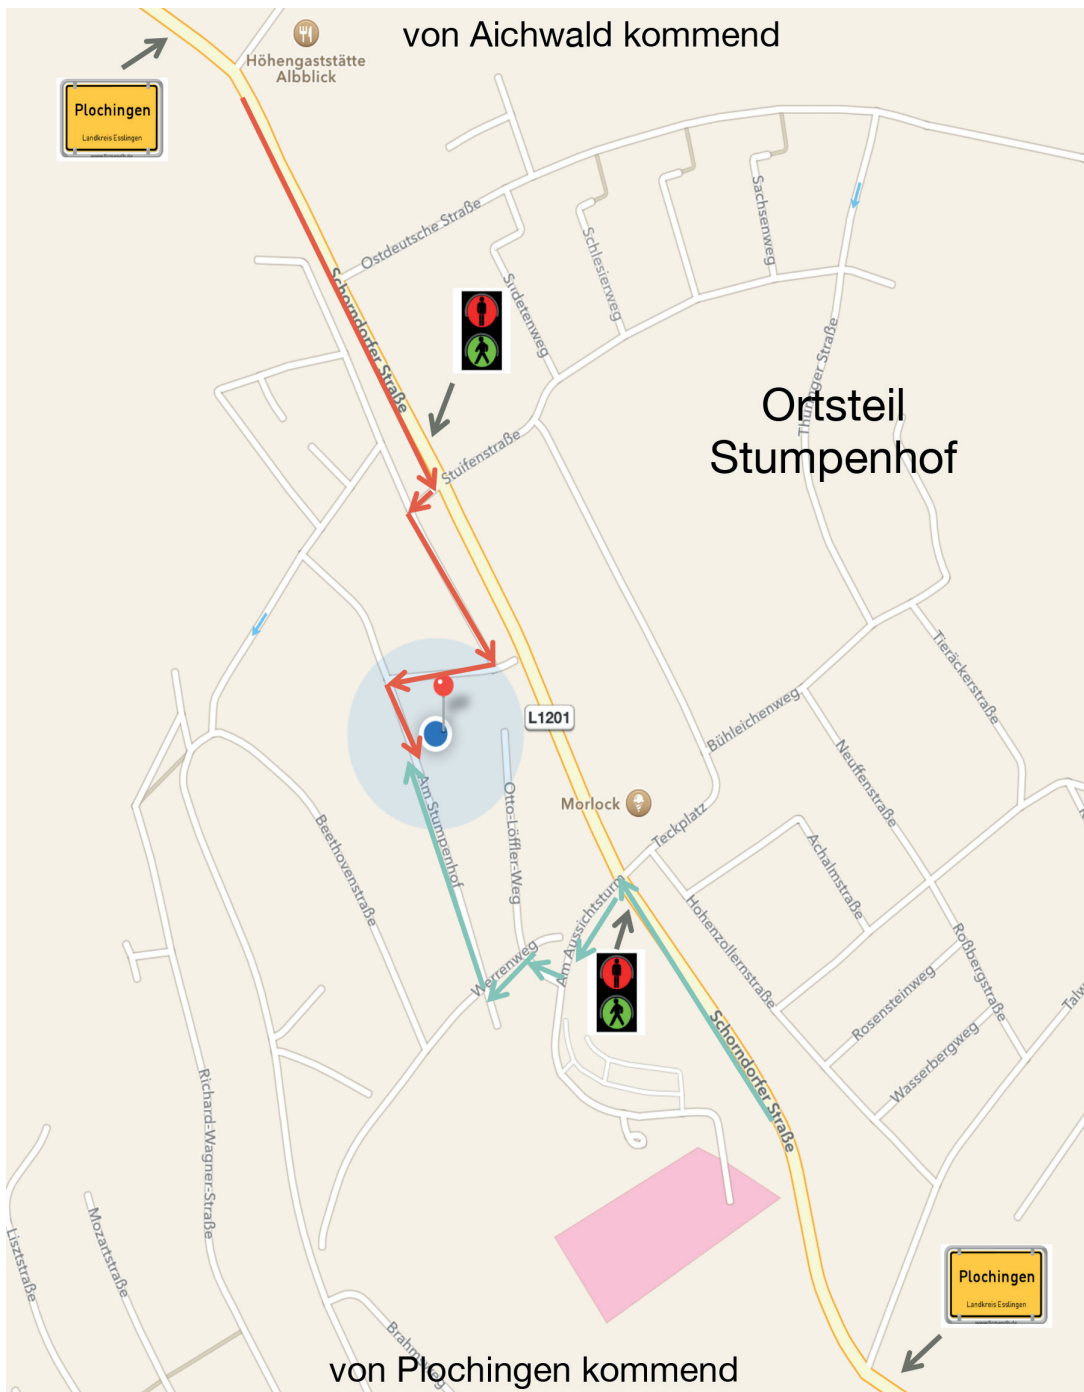 von Aichwald kommend
Höhengaststätte
Albblick
Plochingen
Landkreis Esslingen
Ostdeutsche Straße
Sachsenweg
Schlesierweg
Sudetenweg
Schorndorfer Straße
Thüringer Straße
Ortsteil
Stumpenhof
Stuifenstraße
Tieräckerstraße
L1201
Bühleichenweg
Neuffenstraße
Morlock
Teckplatz
Am Stumpenhof
Otto-Löffler-Weg
Beethovenstraße
Achalmstraße
Am Aussichtsturm
Hohenzollernstraße
Werrenweg
Roßbergstraße
Rosensteinweg
Wasserbergweg
Schorndorfer Straße
Richard-Wagner-Straße
Mozartstraße
Lisztstraße
Plochingen
Landkreis Esslingen
von Plochingen kommend